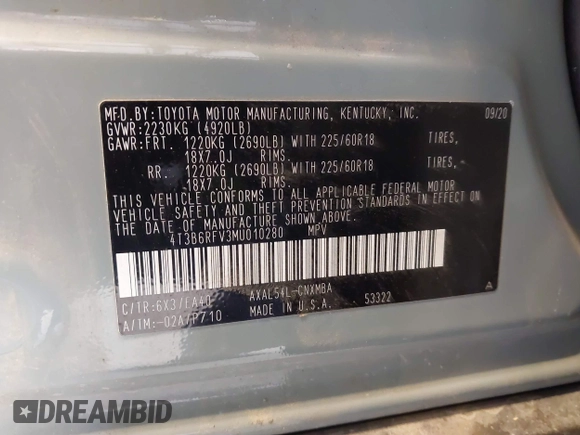 MFD.BY:TOYOTA MOTOR MANUFACTURING, KENTUCKY, INC. 09/20
GVWR:2230KG (4920LB)
GAWR:FRT. 1220KG (2690LB) WITH 225/60R18 TIRES,
18X7.0J RIMS.
RR. 1220KG (2690LB) WITH 225/60R18 TIRES,
18X7.0J RIMS.
THIS VEHICLE CONFORMS TO ALL APPLICABLE FEDERAL MOTOR
VEHICLE SAFETY AND THEFT PREVENTION STANDARDS IN EFFECT ON
THE DATE OF MANUFACTURE SHOWN ABOVE.
4T3B6RFV3MU010280 MPV
C/TR:6X3/EA40 AXAL54L-CNXMBA A
A/TM:-02A/P710 MADE IN U.S.A. 53322
$DREAMBID